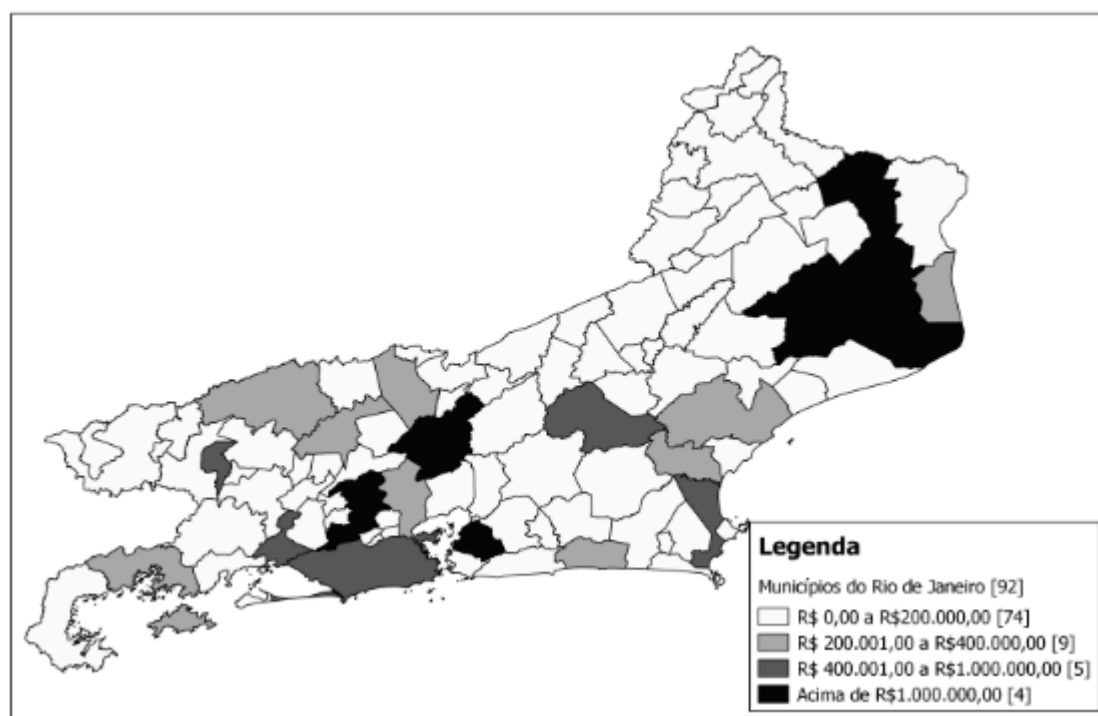 Legenda
Municípios do Rio de Janeiro [92]
R$ 0,00 a R$200.000,00 [74]
R$ 200.001,00 a R$400.000,00 [9]
R$ 400.001,00 a R$1.000.000,00 [5]
Acima de R$1.000.000,00 [4]